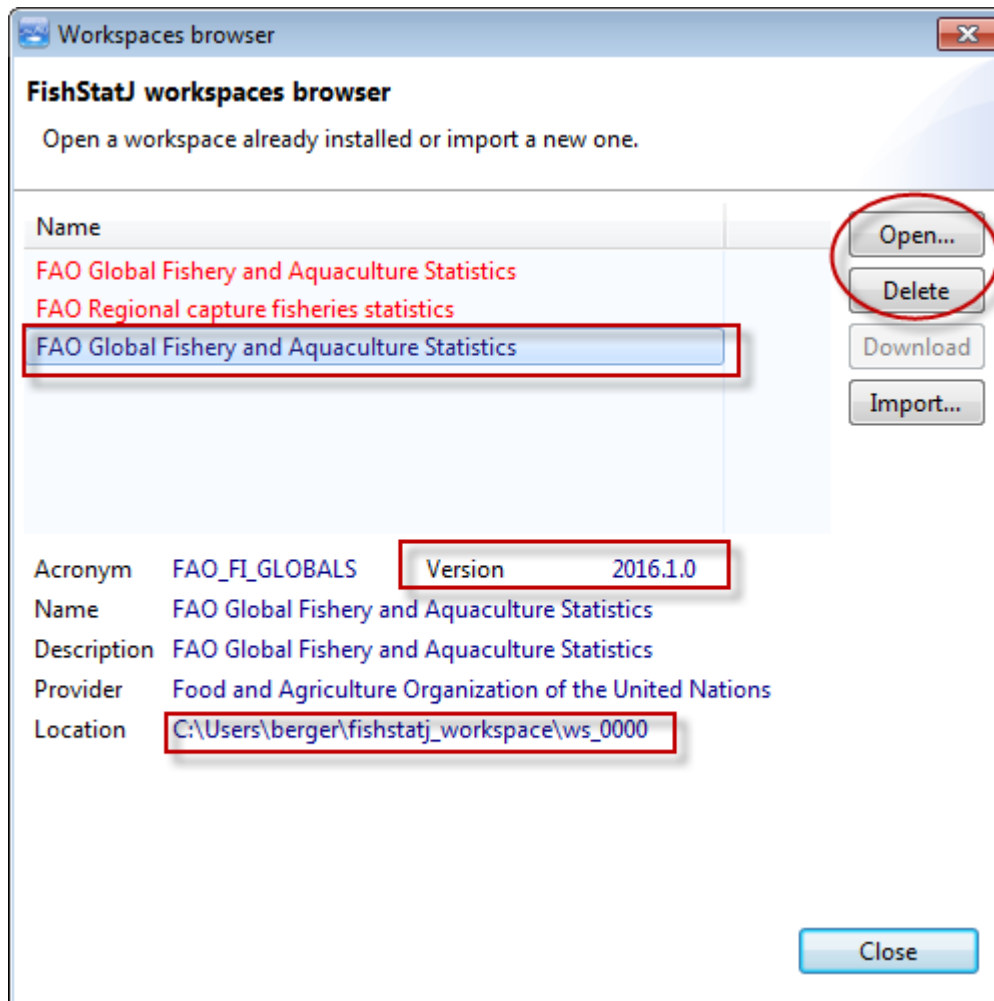 Workspaces browser
FishStatJ workspaces browser
Open a workspace already installed or import a new one.
Name
FAO Global Fishery and Aquaculture Statistics
FAO Regional capture fisheries statistics
FAO Global Fishery and Aquaculture Statistics
Open...
Delete
Download
Import...
Acronym FAO_FI_GLOBALS Version 2016.1.0
Name FAO Global Fishery and Aquaculture Statistics
Description FAO Global Fishery and Aquaculture Statistics
Provider Food and Agriculture Organization of the United Nations
Location C:\Users\berger\fishstatj_workspace\ws_0000
Close